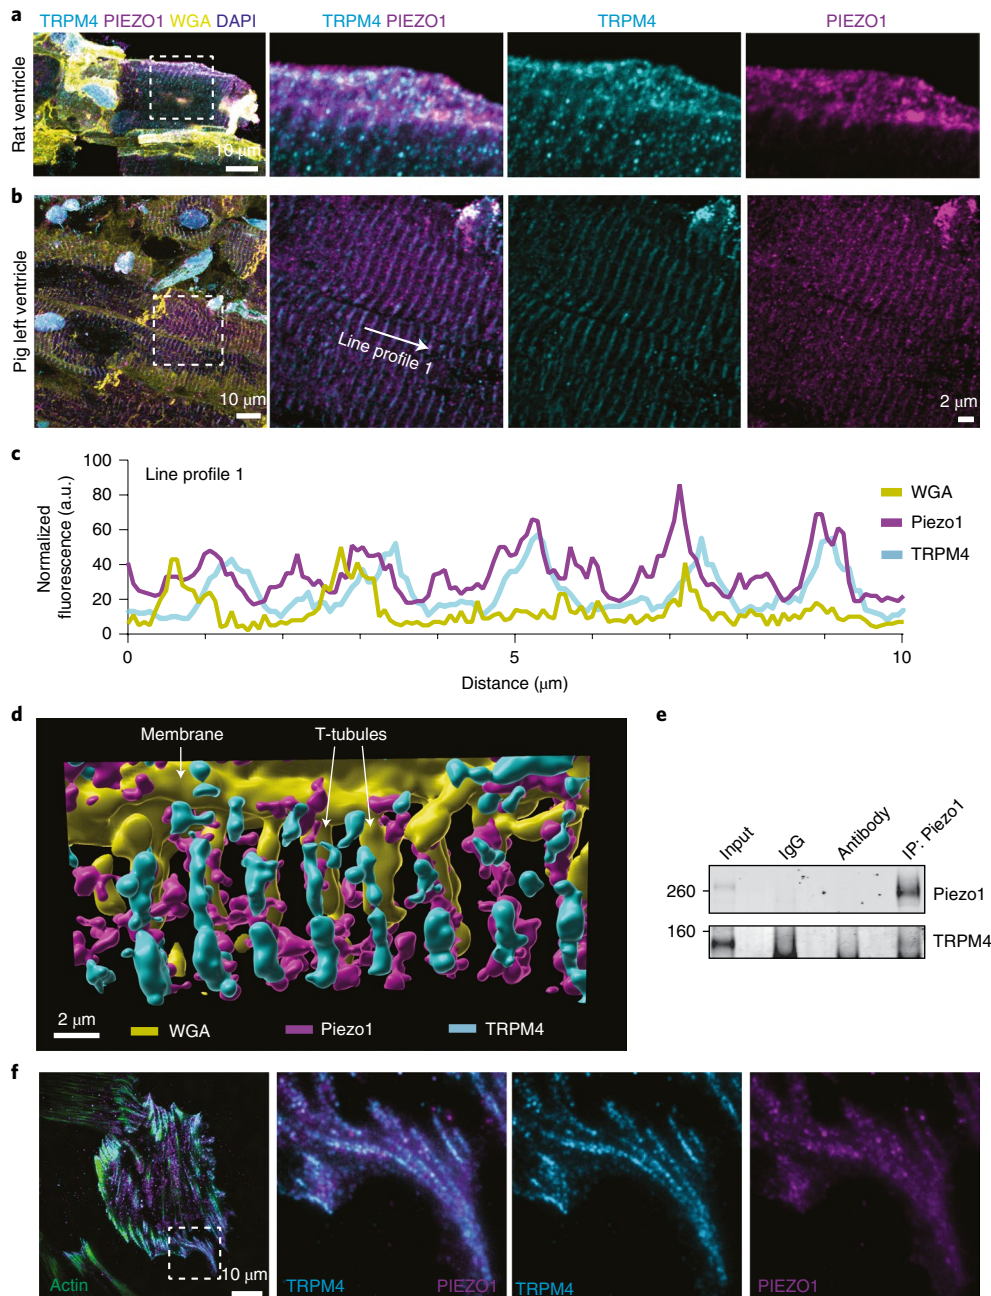 a TRPM4 PIEZO1 WGA DAPI TRPM4 PIEZO1 TRPM4 PIEZO1
Rat ventricle
10 μm
b
Pig left ventricle
10 μm
Line profile 1
2 μm
c
Line profile 1
Normalized
fluorescence (a.u.)
100
80
60
40
20
0
0 5 10
Distance (μm)
WGA
Piezo1
TRPM4
d
Membrane T-tubules
2 μm
WGA Piezo1 TRPM4
e
Input IgG Antibody IP: Piezo1
260 Piezo1
160 TRPM4
f
Actin
10 μm
TRPM4 PIEZO1 TRPM4 PIEZO1